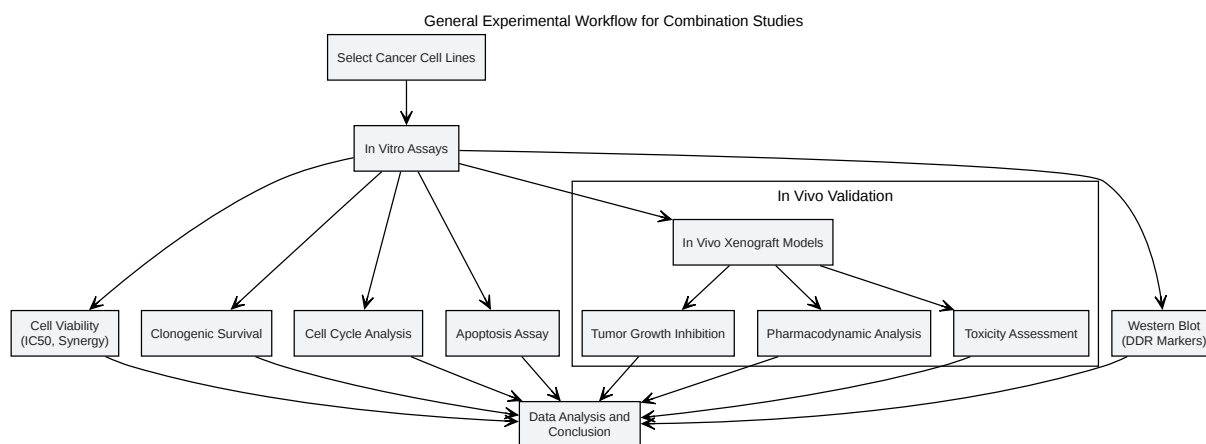 General Experimental Workflow for Combination Studies
Select Cancer Cell Lines
In Vitro Assays
In Vivo Validation
In Vivo Xenograft Models
Cell Viability
(IC50, Synergy)
Clonogenic Survival
Cell Cycle Analysis
Apoptosis Assay
Tumor Growth Inhibition
Pharmacodynamic Analysis
Toxicity Assessment
Western Blot
(DDR Markers)
Data Analysis and
Conclusion